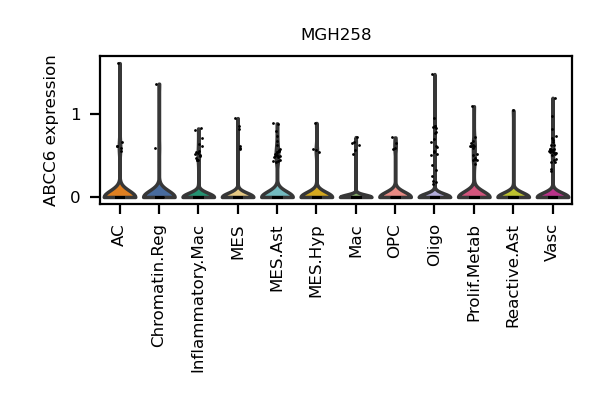 MGH258
ABCC6 expression
1
0
AC
Chromatin.Reg
Inflammatory.Mac
MES
MES.Ast
MES.Hyp
Mac
OPC
Oligo
Prolif.Metab
Reactive.Ast
Vasc